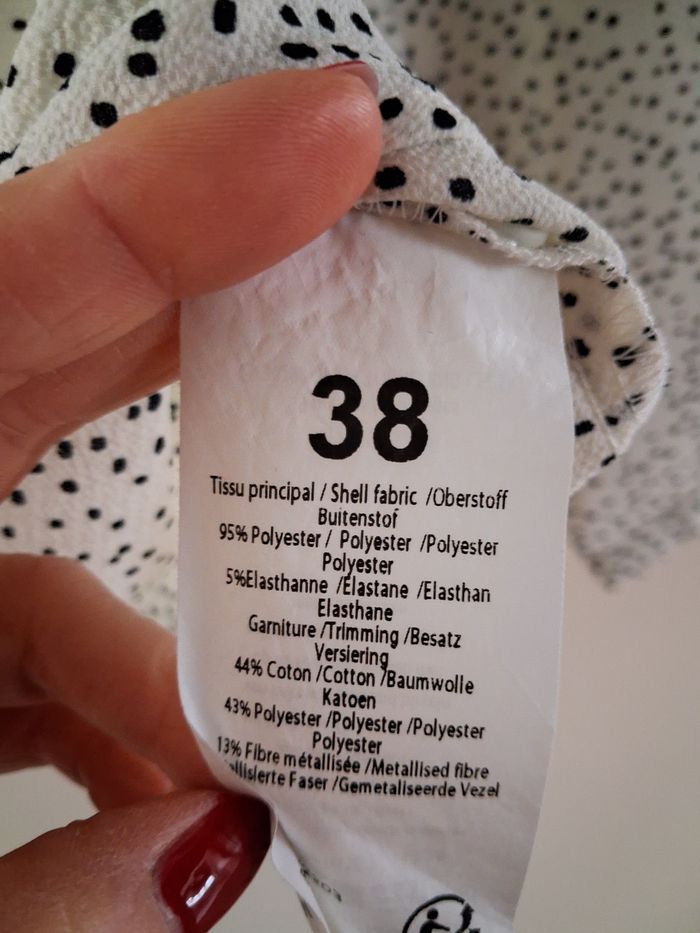 38
Tissu principal / Shell fabric /Oberstoff
Buitenstof
95% Polyester / Polyester /Polyester
Polyester
5%Elasthanne /Elastane /Elasthan
Elasthane
Garniture /Trimming /Besatz
Versiering
44% Coton /Cotton /Baumwolle
Katoen
43% Polyester /Polyester /Polyester
Polyester
13% Fibre métallisée /Metallised fibre
Faser /Gemetaliseerde Vezel